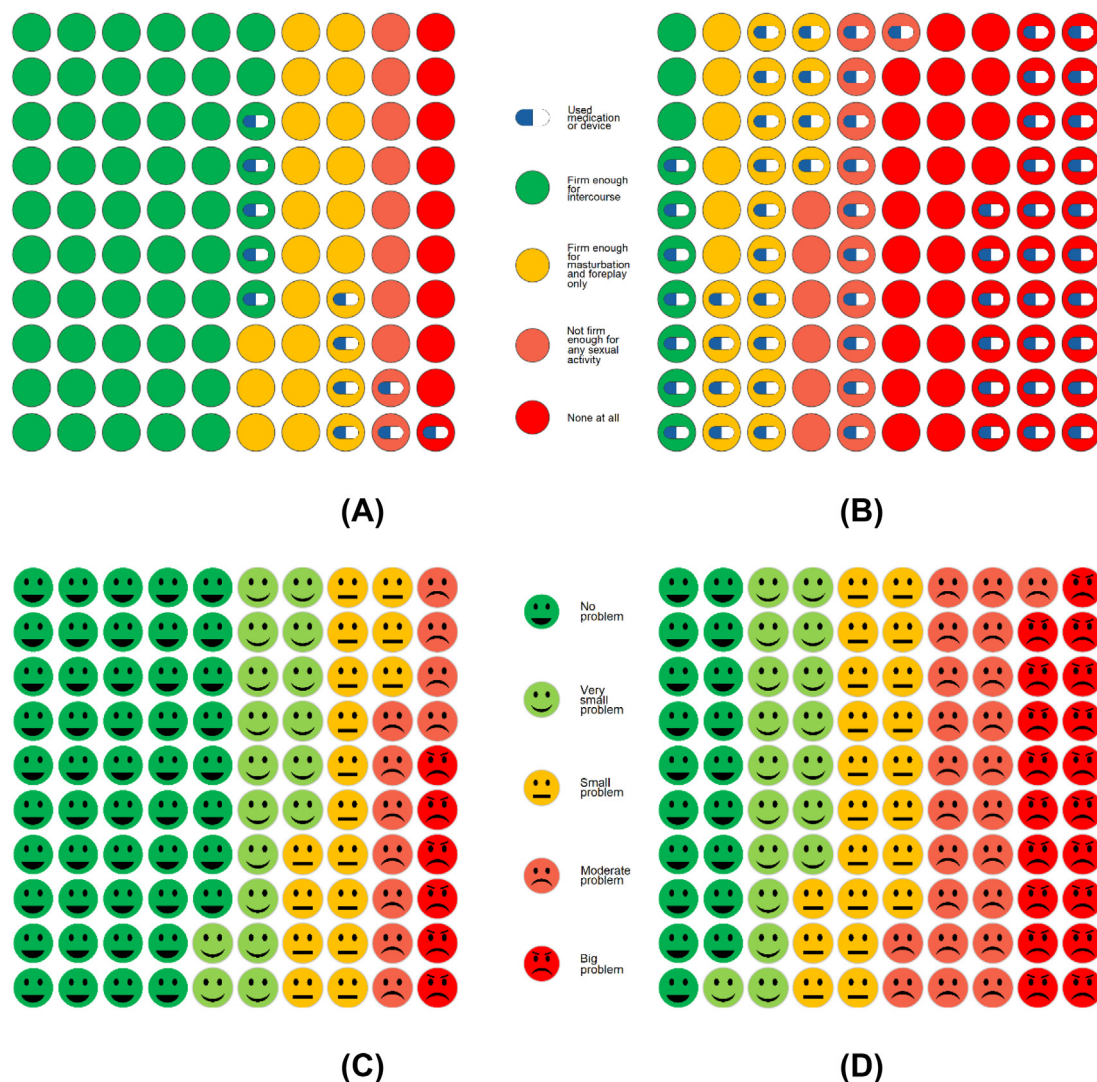 Used
medication
or device
Firm enough
for
intercourse
Firm enough
for
masturbation
and foreplay
only
Not firm
enough for
any sexual
activity
None at all
(A)
(B)
No
problem
Very
small
problem
Small
problem
Moderate
problem
Big
problem
(C)
(D)